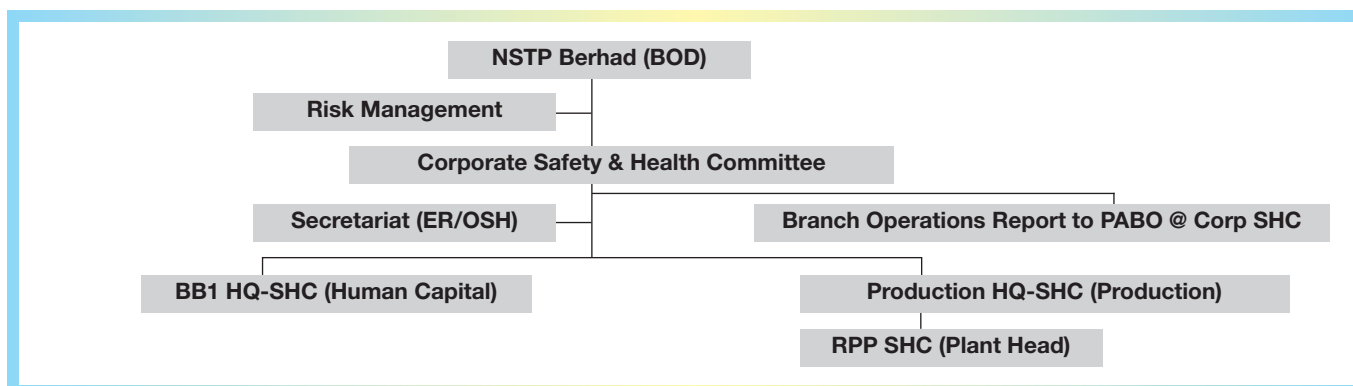 NSTP Berhad (BOD)
Risk Management
Corporate Safety & Health Committee
Secretariat (ER/OSH)
Branch Operations Report to PABO @ Corp SHC
BB1 HQ-SHC (Human Capital)
Production HQ-SHC (Production)
RPP SHC (Plant Head)